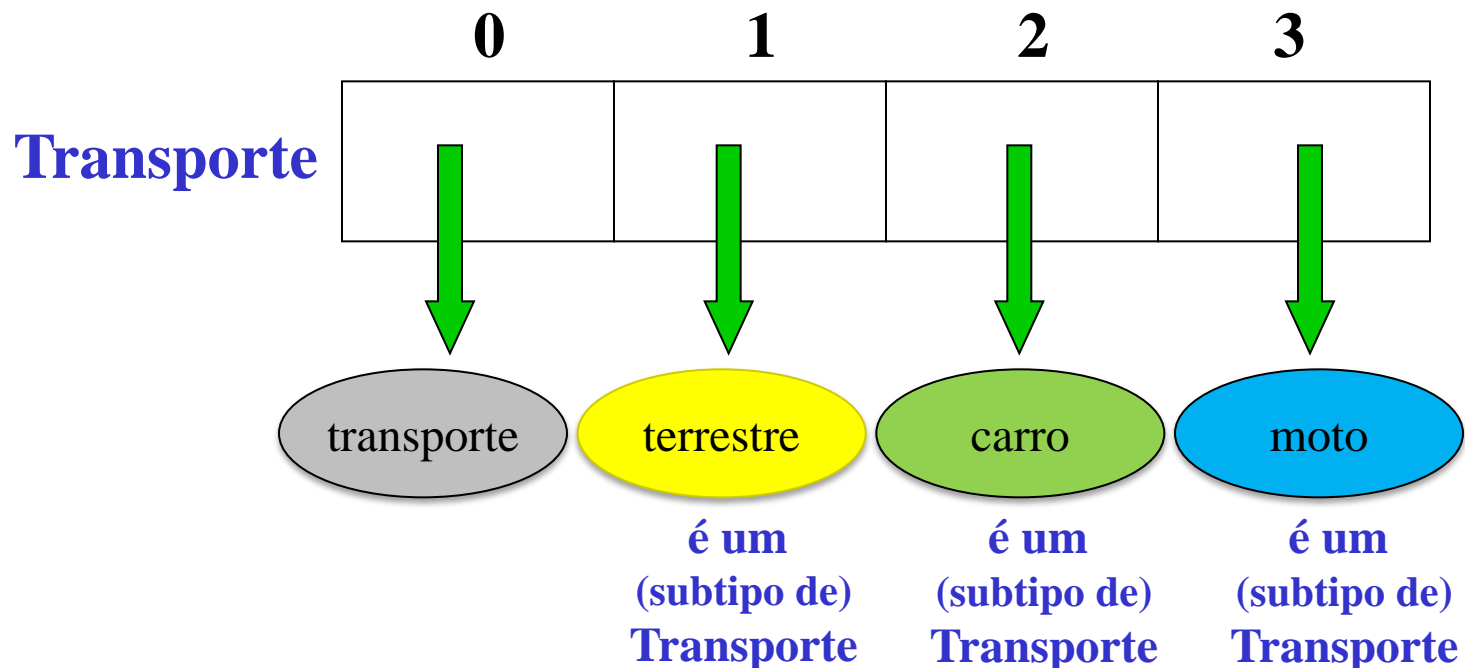 0 1 2 3
Transporte
transporte terrestre carro moto
é um é um é um
(subtipo de) (subtipo de) (subtipo de)
Transporte Transporte Transporte